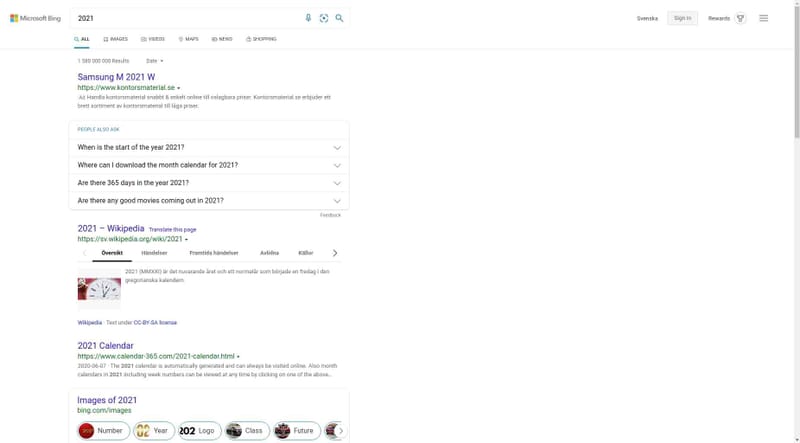 Microsoft Bing
2021
Svenska
Sign in
Rewards
ALL
IMAGES
VIDEOS
MAPS
NEWS
SHOPPING
1 580 000 000 Results
Date
Samsung M 2021 W
https://www.kontorsmaterial.se
Ad Handla kontorsmaterial snabbt & enkelt online till oslagbara priser. Kontorsmaterial.se erbjuder ett
brett sortiment av kontorsmaterial till låga priser.
PEOPLE ALSO ASK
When is the start of the year 2021?
Where can I download the month calendar for 2021?
Are there 365 days in the year 2021?
Are there any good movies coming out in 2021?
Feedback
2021 – Wikipedia Translate this page
https://sv.wikipedia.org/wiki/2021
Översikt
Händelser
Framtida händelser
Avlidna
Källor
2021 (MMXXI) är det nuvarande året och ett normalår som började en fredag i den
gregorianska kalendern.
Wikipedia · Text under CC-BY-SA license
2021 Calendar
https://www.calendar-365.com/2021-calendar.html
2020-06-07 · The 2021 calendar is automatically generated and can always be visited online. Also month
calendars in 2021 including week numbers can be viewed at any time by clicking on one of the above...
Images of 2021
bing.com/images
Number
Year
Logo
Class
Future